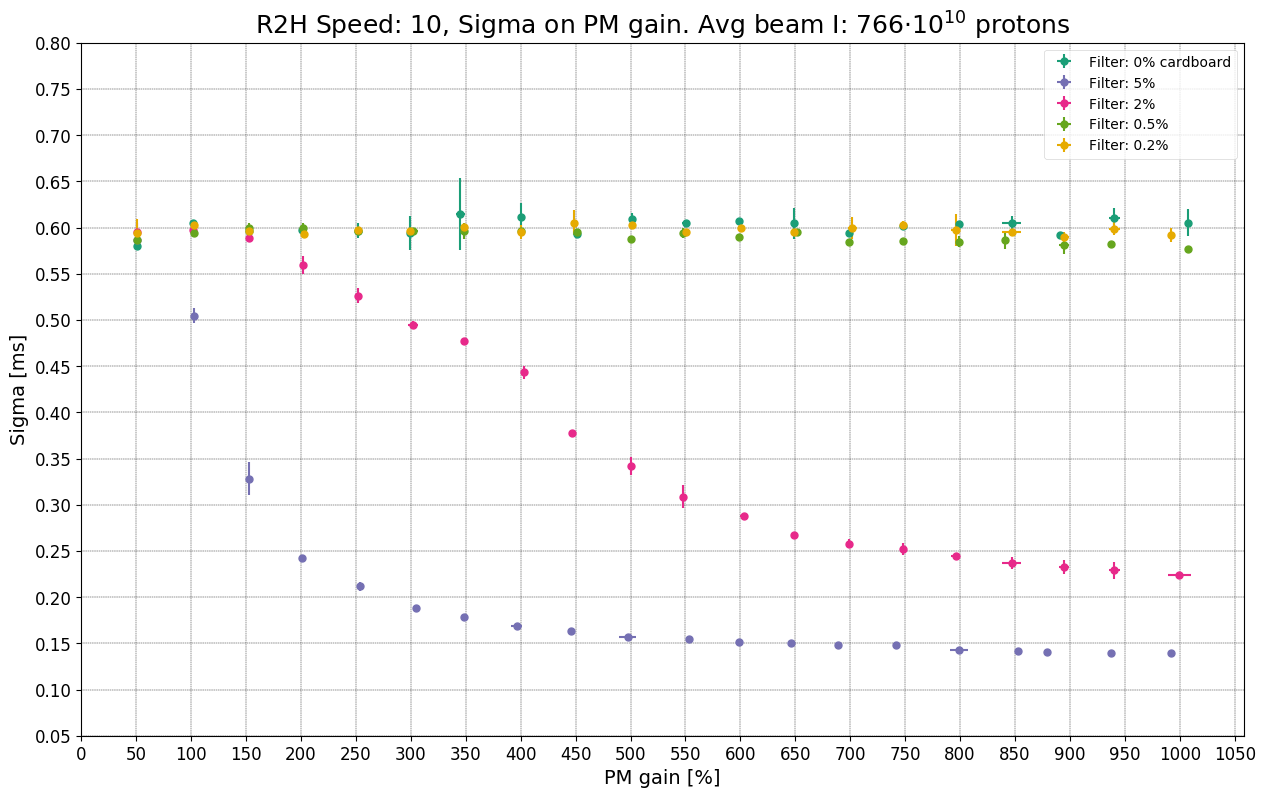 R2H Speed: 10, Sigma on PM gain. Avg beam I: 766·10^10 protons
0.80
0.75
0.70
0.65
0.60
0.55
0.50
0.45
0.40
0.35
0.30
0.25
0.20
0.15
0.10
0.05
Sigma [ms]
Filter: 0% cardboard
Filter: 5%
Filter: 2%
Filter: 0.5%
Filter: 0.2%
0 50 100 150 200 250 300 350 400 450 500 550 600 650 700 750 800 850 900 950 1000 1050
PM gain [%]